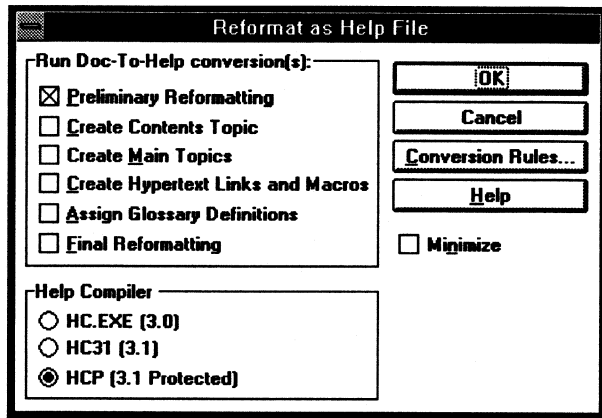 Reformat as Help File
Run Doc-To-Help conversion(s):
Preliminary Reformatting
Create Contents Topic
Create Main Topics
Create Hypertext Links and Macros
Assign Glossary Definitions
Final Reformatting
OK
Cancel
Conversion Rules...
Help
Minimize
Help Compiler
HC.EXE (3.0)
HC31 (3.1)
HCP (3.1 Protected)